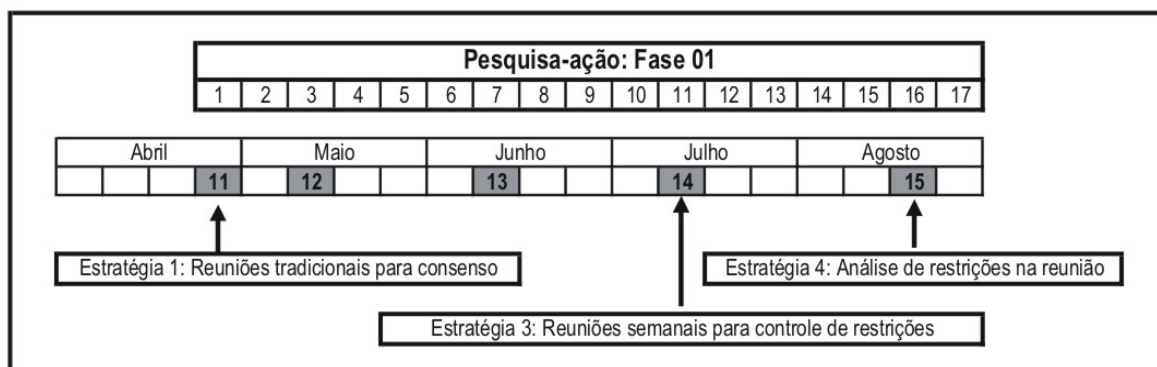 Pesquisa-ação: Fase 01
1 2 3 4 5 6 7 8 9 10 11 12 13 14 15 16 17
Abril Maio Junho Julho Agosto
11 12 13 14 15
Estratégia 1: Reuniões tradicionais para consenso
Estratégia 4: Análise de restrições na reunião
Estratégia 3: Reuniões semanais para controle de restrições